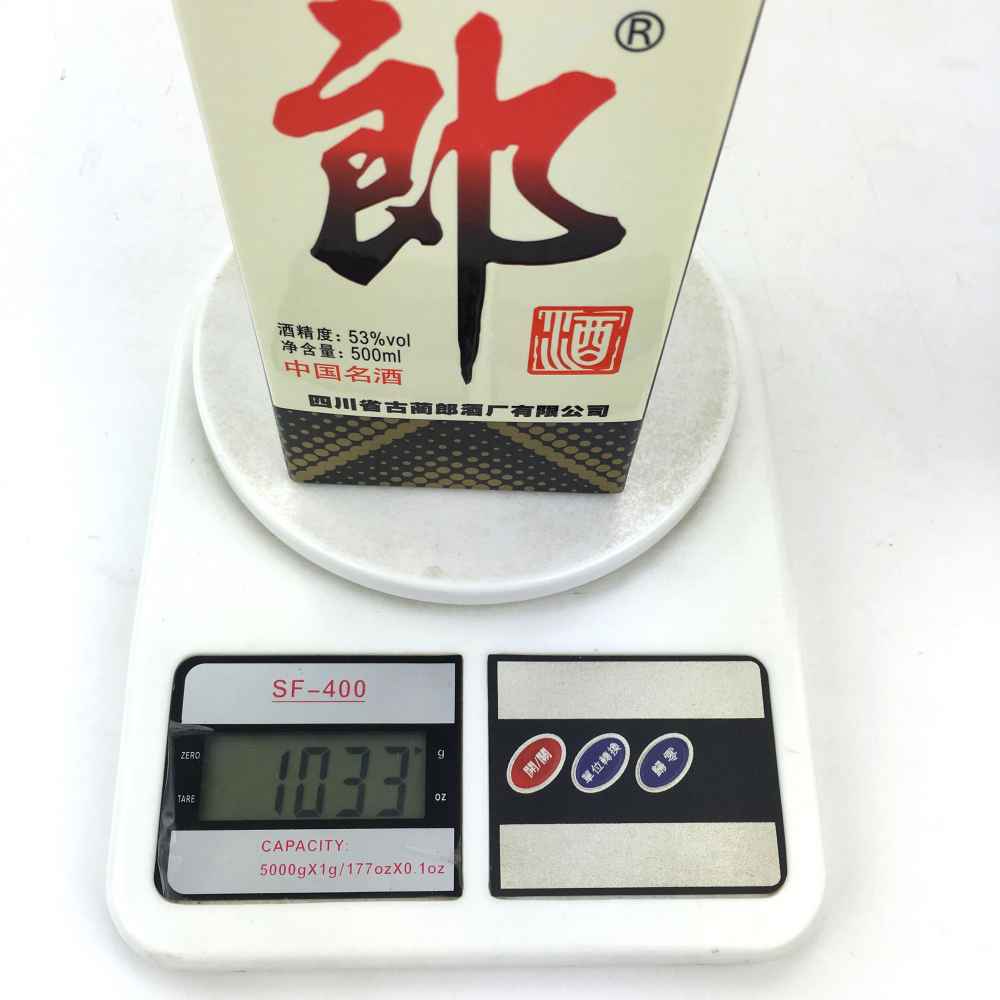 郎®
酒精度：53%vol
净含量：500ml
中国名酒
酒
四川省古蔺郎酒厂有限公司
SF-400
ZERO
TARE
1033
g
oz
CAPACITY:
5000gX1g/177ozX0.1oz
開/關
單位轉換
歸零